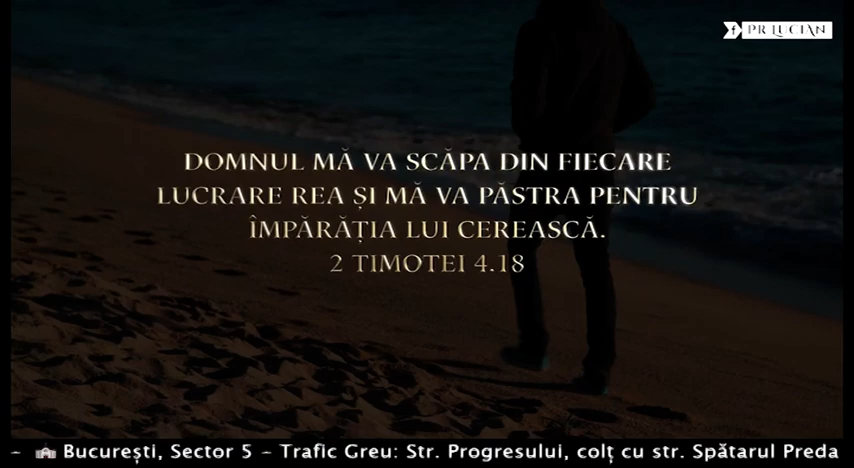 PR LUCIAN
DOMNUL MĂ VA SCĂPA DIN FIECARE
LUCRARE REA ȘI MĂ VA PĂSTRA PENTRU
ÎMPĂRĂȚIA LUI CEREASCĂ.
2 TIMOTEI 4.18
– București, Sector 5 – Trafic Greu: Str. Progresului, colț cu str. Spătarul Preda